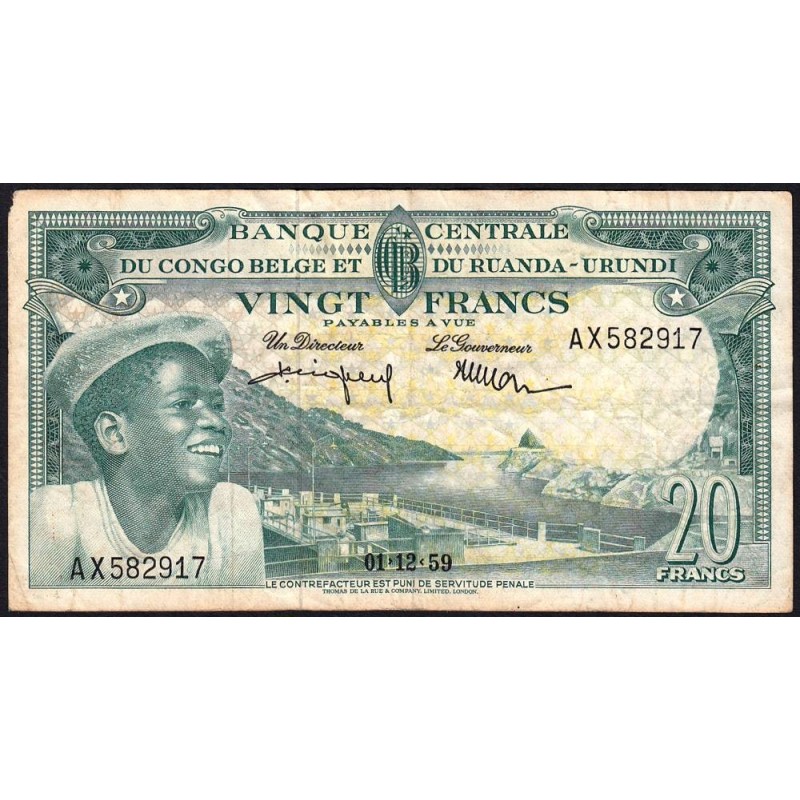 BANQUE CENTRALE
DU CONGO BELGE ET DU RUANDA-URUNDI
VINGT FRANCS
PAYABLES A VUE
Un Directeur Le Gouverneur
AX582917
AX582917
01·12·59
20
FRANCS
LE CONTREFACTEUR EST PUNI DE SERVITUDE PENALE
THOMAS DE LA RUE & COMPANY, LIMITED, LONDON.